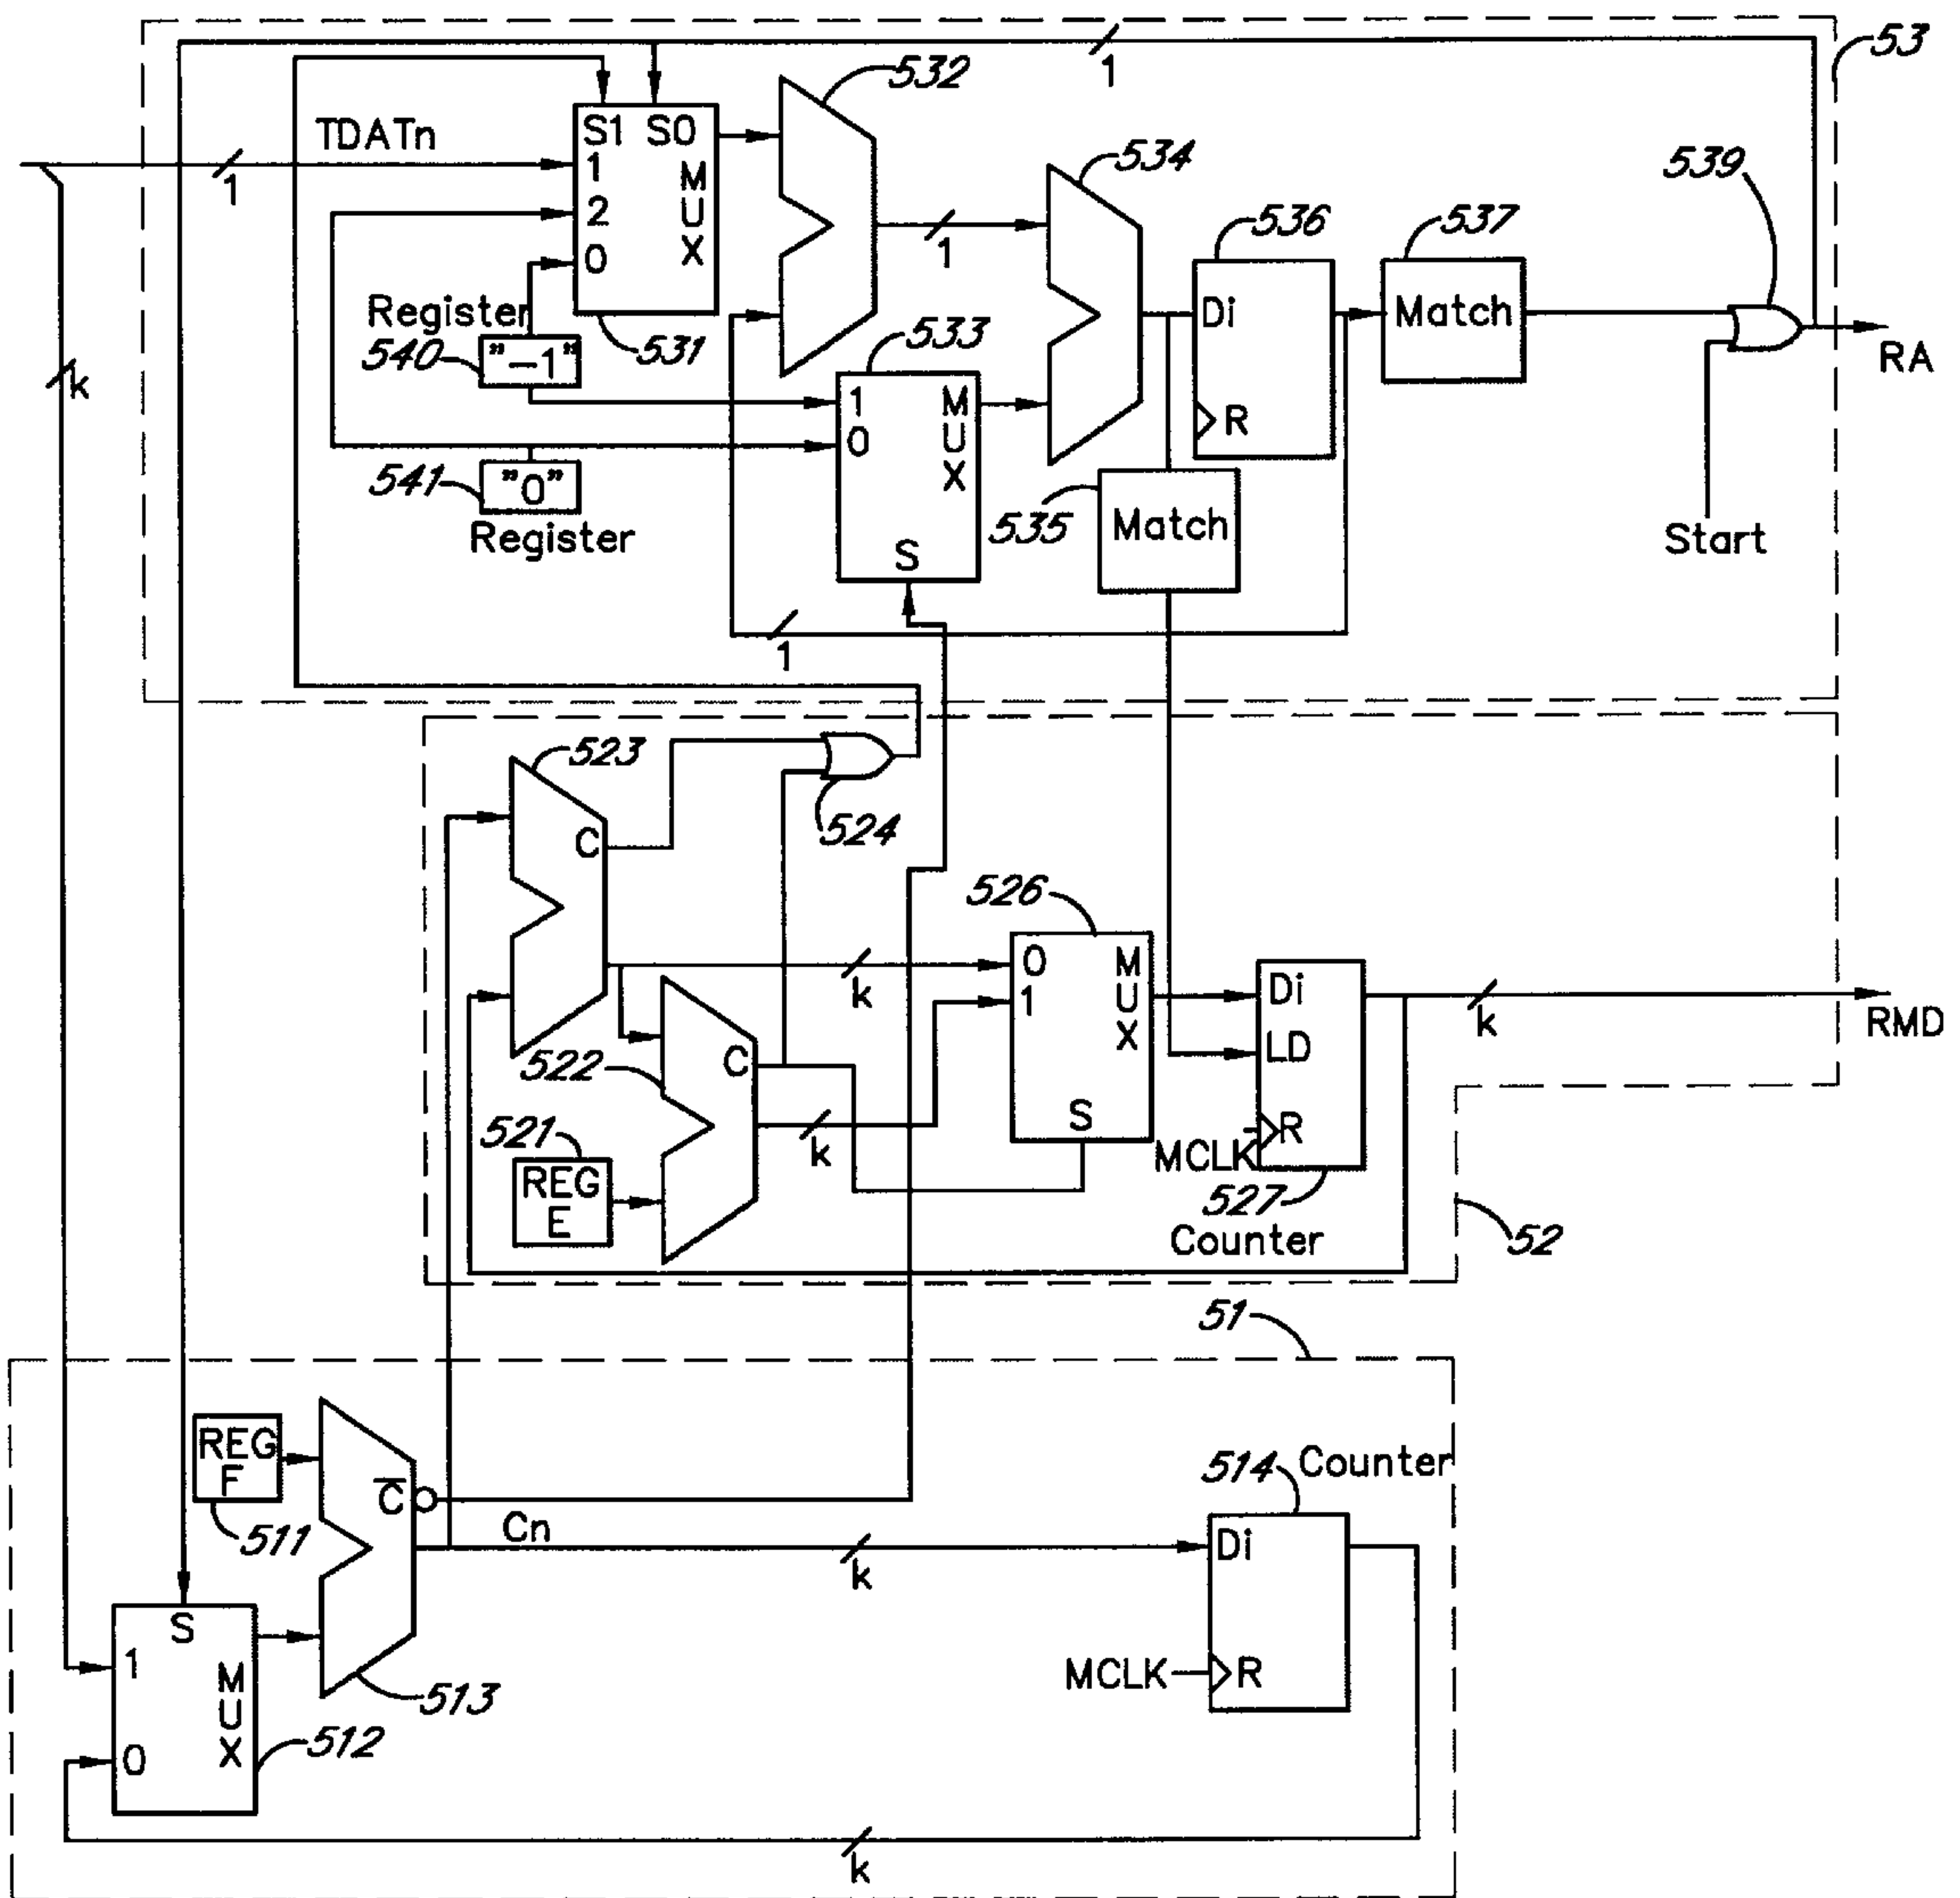 53
1
532
TDATn
S1 S0
1
1
M
U
X
2
0
534
539
536
537
1
Di
Match
Register
540
"-1"
531
533
RA
1
M
U
X
0
R
541
"0"
Register
535
Match
Start
S
k
1
523
C
524
526
0
M
U
X
1
k
Di
LD
k
RMD
522
C
S
521
k
R
MCLK
REG
E
527
Counter
52
51
REG
F
C
514
Counter
511
Cn
k
Di
S
1
M
U
X
513
MCLK
R
0
512
k